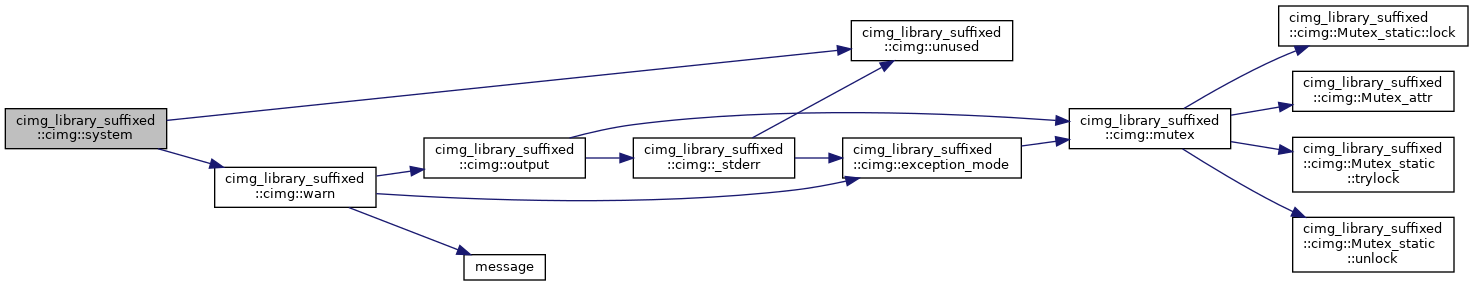 cimg_library_suffixed
::cimg::system
cimg_library_suffixed
::cimg::warn
cimg_library_suffixed
::cimg::output
message
cimg_library_suffixed
::cimg::_stderr
cimg_library_suffixed
::cimg::unused
cimg_library_suffixed
::cimg::exception_mode
cimg_library_suffixed
::cimg::mutex
cimg_library_suffixed
::cimg::Mutex_static::lock
cimg_library_suffixed
::cimg::Mutex_attr
cimg_library_suffixed
::cimg::Mutex_static
::trylock
cimg_library_suffixed
::cimg::Mutex_static
::unlock